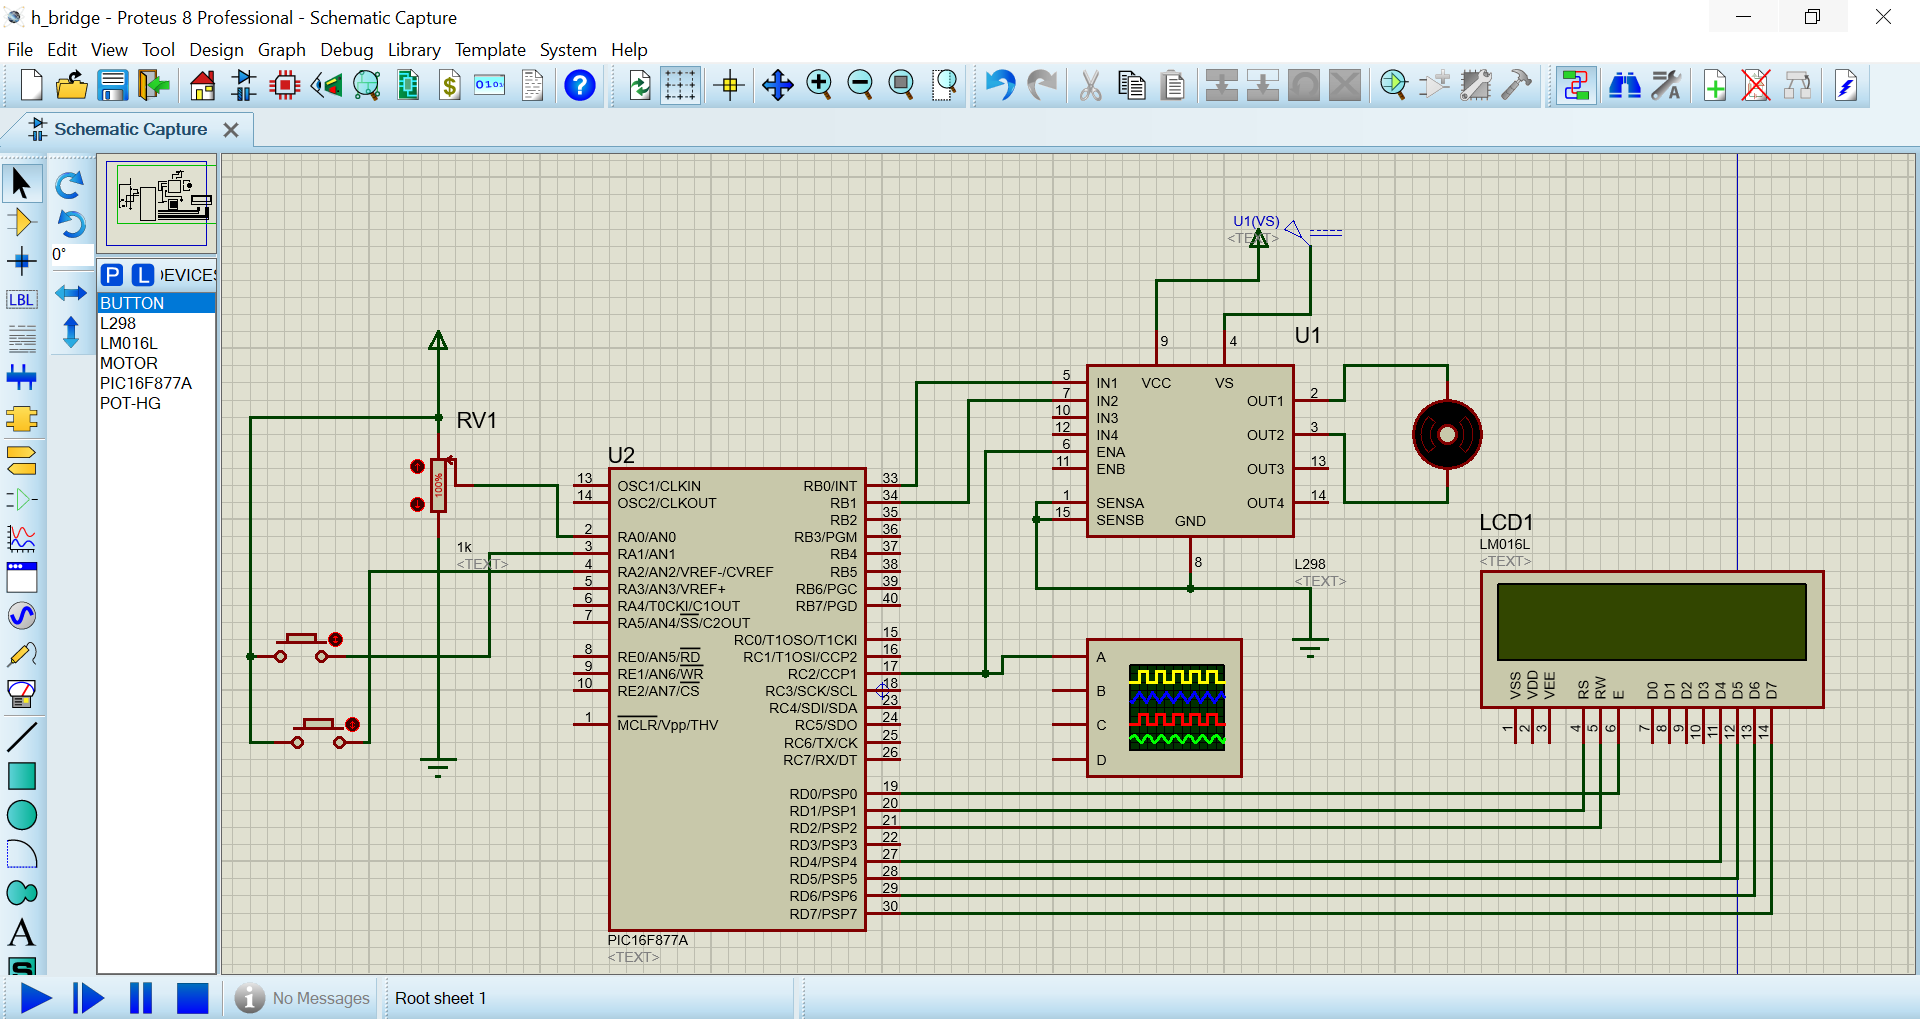 h_bridge - Proteus 8 Professional - Schematic Capture
File Edit View Tool Design Graph Debug Library Template System Help
Schematic Capture
0°
P L DEVICES
BUTTON
L298
LM016L
MOTOR
PIC16F877A
POT-HG
LBL
A
S
U1(VS)
<TEXT>
U1
9
4
VCC
VS
5 IN1
7 IN2
10 IN3
12 IN4
6 ENA
11 ENB
1 SENSA
15 SENSB
GND
8
OUT1 2
OUT2 3
OUT3 13
OUT4 14
L298
<TEXT>
RV1
100%
1k
<TEXT>
U2
13 OSC1/CLKIN
14 OSC2/CLKOUT
2 RA0/AN0
3 RA1/AN1
4 RA2/AN2/VREF-/CVREF
5 RA3/AN3/VREF+
6 RA4/T0CKI/C1OUT
7 RA5/AN4/SS/C2OUT
8 RE0/AN5/RD
9 RE1/AN6/WR
10 RE2/AN7/CS
1 MCLR/Vpp/THV
RB0/INT 33
RB1 34
RB2 35
RB3/PGM 36
RB4 37
RB5 38
RB6/PGC 39
RB7/PGD 40
RC0/T1OSO/T1CKI 15
RC1/T1OSI/CCP2 16
RC2/CCP1 17
RC3/SCK/SCL 18
RC4/SDI/SDA 23
RC5/SDO 24
RC6/TX/CK 25
RC7/RX/DT 26
RD0/PSP0 19
RD1/PSP1 20
RD2/PSP2 21
RD3/PSP3 22
RD4/PSP4 27
RD5/PSP5 28
RD6/PSP6 29
RD7/PSP7 30
PIC16F877A
<TEXT>
A
B
C
D
LCD1
LM016L
<TEXT>
VSS VDD VEE RS RW E D0 D1 D2 D3 D4 D5 D6 D7
1 2 3 4 5 6 7 8 9 10 11 12 13 14
No Messages
Root sheet 1